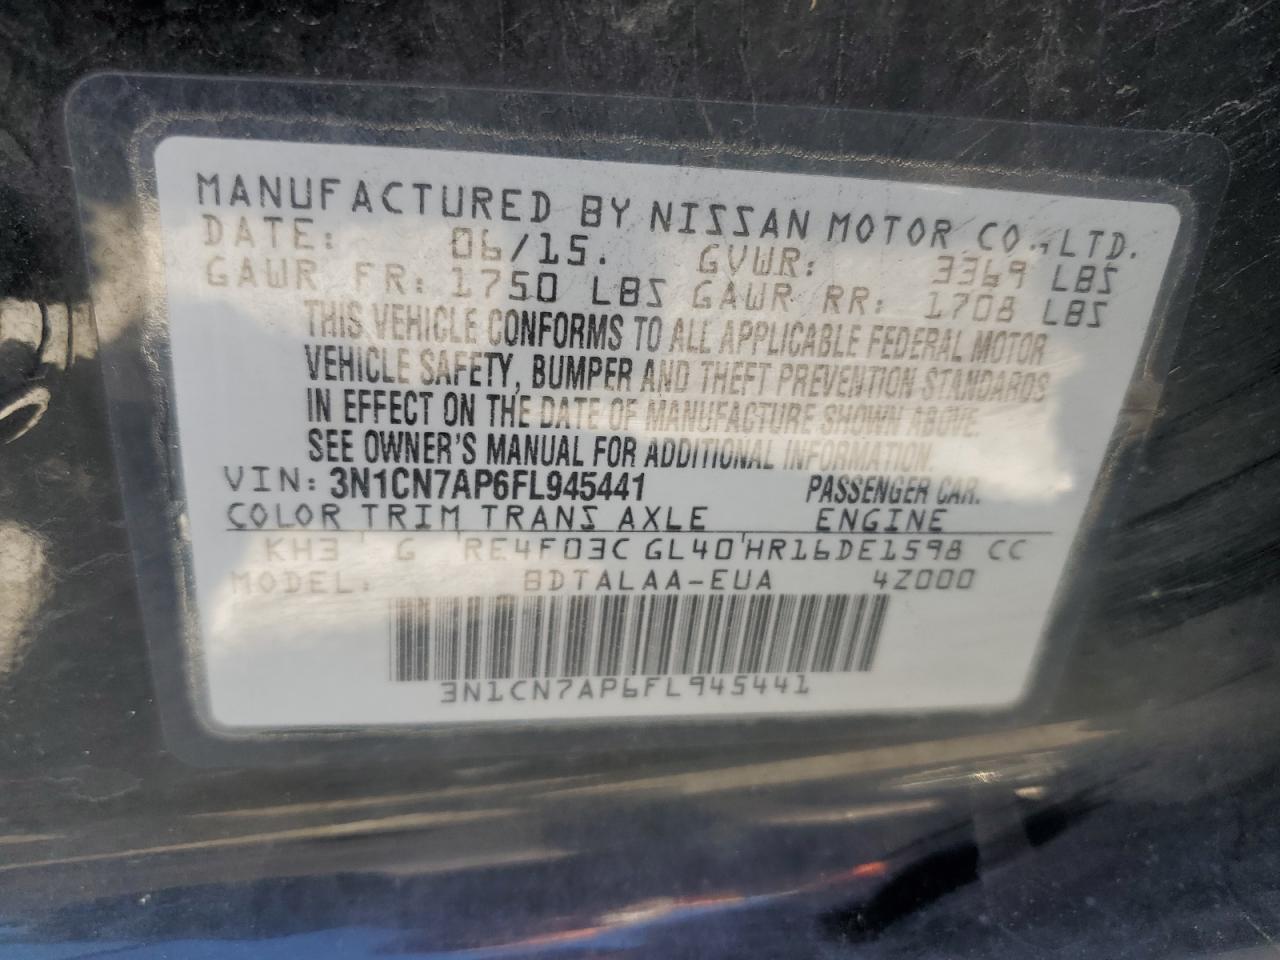 MANUFACTURED BY NISSAN MOTOR CO., LTD.
DATE: 06/15. GVWR: 3369 LBS
GAWR FR: 1750 LBS GAWR RR: 1708 LBS
THIS VEHICLE CONFORMS TO ALL APPLICABLE FEDERAL MOTOR
VEHICLE SAFETY, BUMPER AND THEFT PREVENTION STANDARDS
IN EFFECT ON THE DATE OF MANUFACTURE SHOWN ABOVE.
SEE OWNER'S MANUAL FOR ADDITIONAL INFORMATION.
VIN: 3N1CN7AP6FL945441 PASSENGER CAR.
COLOR TRIM TRANS AXLE ENGINE
KH3 G RE4F03C GL40 HR16DE1598 CC
MODEL: BDTALAA-EUA 4Z000
3N1CN7AP6FL945441